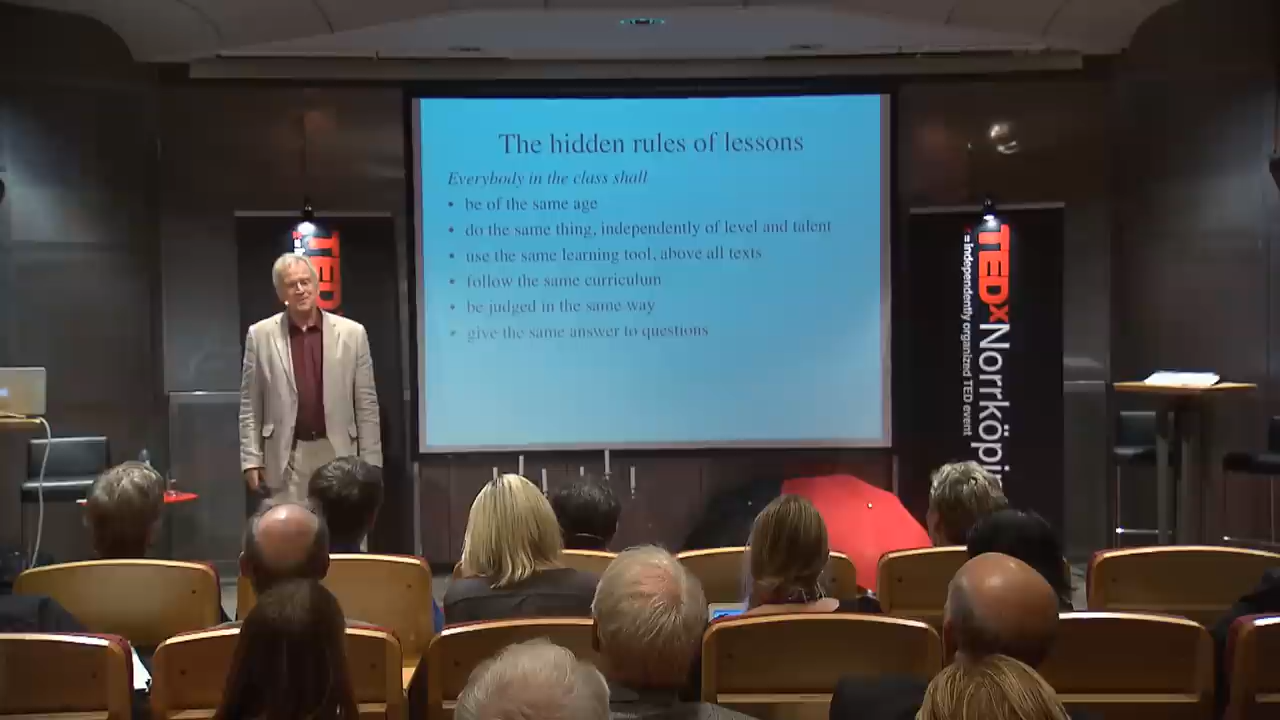 The hidden rules of lessons
Everybody in the class shall
• be of the same age
• do the same thing, independently of level and talent
• use the same learning tool, above all texts
• follow the same curriculum
• be judged in the same way
• give the same answer to questions
TED
TEDxNorrköpi
x = independently organized TED event